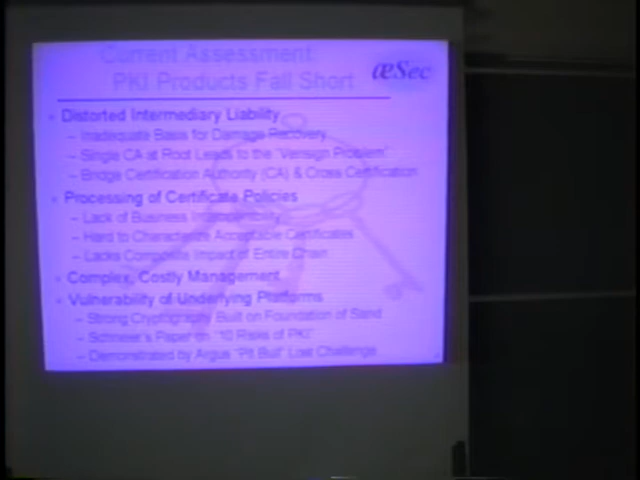 Current Assessment:
PKI Products Fall Short
æSec
Distorted Intermediary Liability
– Inadequate Basis for Damage Recovery
– Single CA at Root Leads to the "Verisign Problem"
– Bridge Certification Authority (CA) & Cross Certification
Processing of Certificate Policies
– Lack of Business Interoperability
– Hard to Characterize Acceptable Certificates
– Lacks Composite Impact of Entire Chain
Complex, Costly Management
Vulnerability of Underlying Platforms
– Strong Cryptography Built on Foundation of Sand
– Schneier's Paper on "10 Risks of PKI"
– Demonstrated by Argus "Pit Bull" Lost Challenge